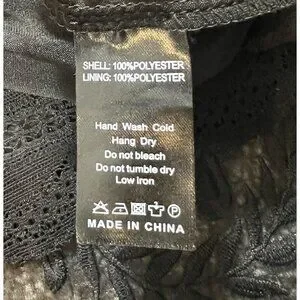 SHELL: 100%POLYESTER
LINING: 100%POLYESTER
Hand Wash Cold
Hang Dry
Do not bleach
Do not tumble dry
Low iron
MADE IN CHINA